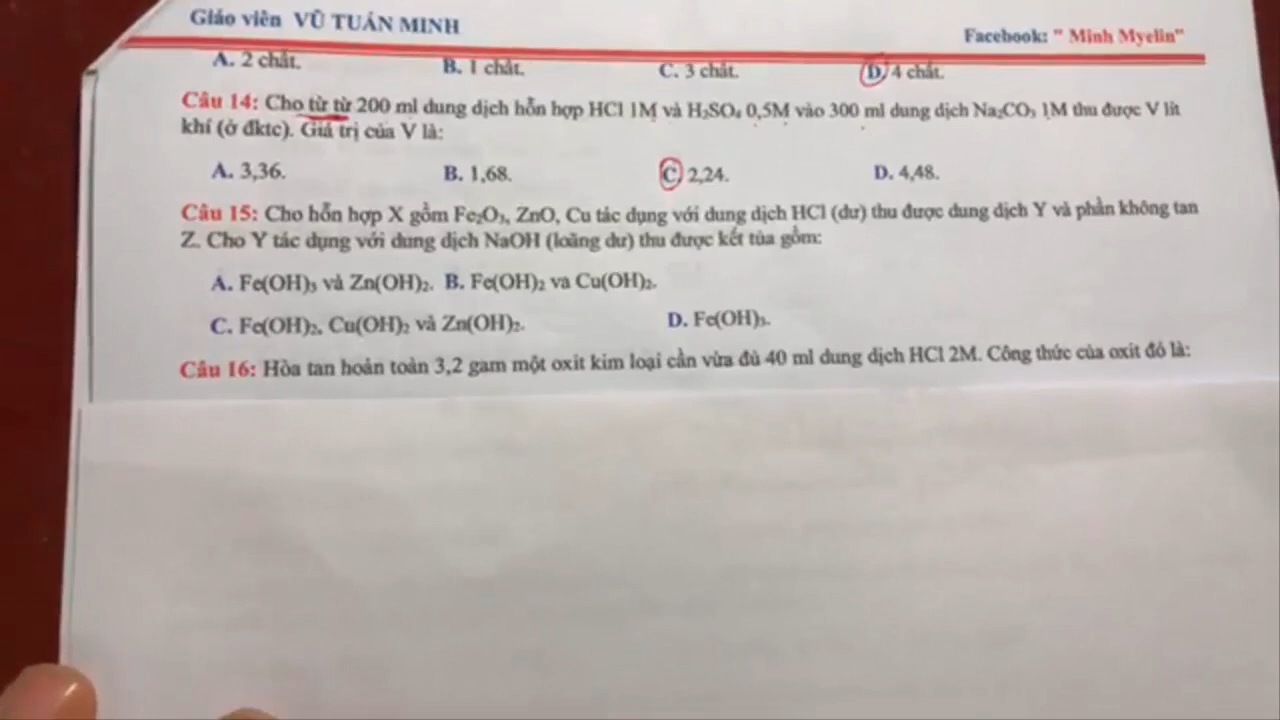 Giáo viên VŨ TUẤN MINH
Facebook: " Minh Myelin"
A. 2 chất. B. 1 chất. C. 3 chất. D. 4 chất.
Câu 14: Cho từ từ 200 ml dung dịch hỗn hợp HCl 1M và H₂SO₄ 0,5M vào 300 ml dung dịch Na₂CO₃ 1M thu được V lít
khí (ở đktc). Giá trị của V là:
A. 3,36. B. 1,68. C. 2,24. D. 4,48.
Câu 15: Cho hỗn hợp X gồm Fe₂O₃, ZnO, Cu tác dụng với dung dịch HCl (dư) thu được dung dịch Y và phần không tan
Z. Cho Y tác dụng với dung dịch NaOH (loãng dư) thu được kết tủa gồm:
A. Fe(OH)₃ và Zn(OH)₂. B. Fe(OH)₂ va Cu(OH)₂.
C. Fe(OH)₂, Cu(OH)₂ và Zn(OH)₂. D. Fe(OH)₃.
Câu 16: Hòa tan hoàn toàn 3,2 gam một oxit kim loại cần vừa đủ 40 ml dung dịch HCl 2M. Công thức của oxit đó là: